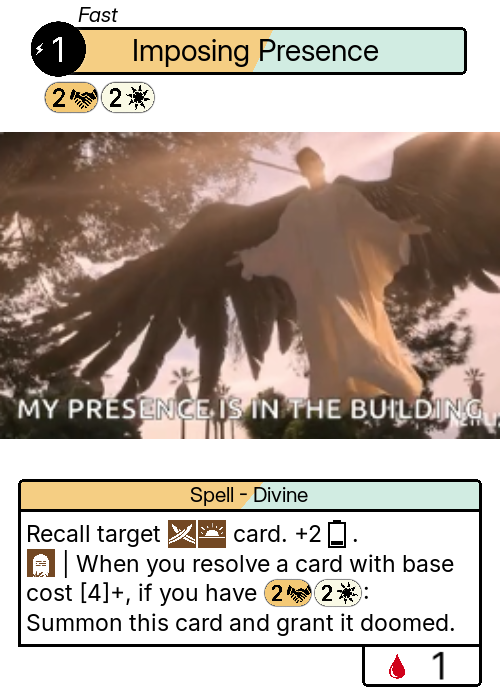 Fast
1 Imposing Presence
2 2
MY PRESENCE IS IN THE BUILDING
Spell - Divine
Recall target card. +2 .
| When you resolve a card with base
cost [4]+, if you have 2 2 :
Summon this card and grant it doomed.
1